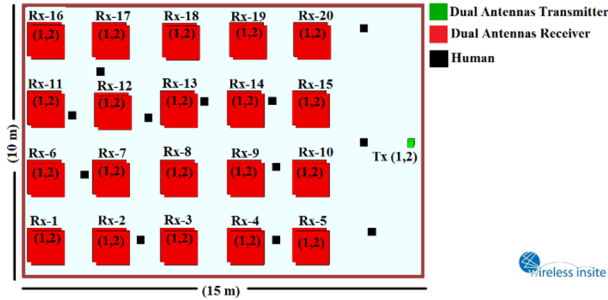 Rx-16 Rx-17 Rx-18 Rx-19 Rx-20
(1,2) (1,2) (1,2) (1,2) (1,2)
Rx-11 Rx-12 Rx-13 Rx-14 Rx-15
(1,2) (1,2) (1,2) (1,2) (1,2)
Tx (1,2)
Rx-6 Rx-7 Rx-8 Rx-9 Rx-10
(1,2) (1,2) (1,2) (1,2) (1,2)
Rx-1 Rx-2 Rx-3 Rx-4 Rx-5
(1,2) (1,2) (1,2) (1,2) (1,2)
(10 m)
(15 m)
Dual Antennas Transmitter
Dual Antennas Receiver
Human
wireless insite